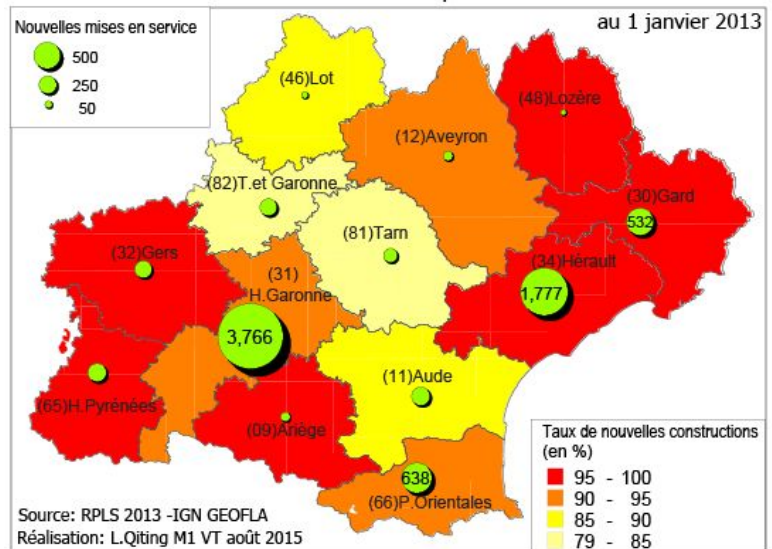 au 1 janvier 2013
Nouvelles mises en service
500
250
50
(46)Lot
(48)Lozère
(12)Aveyron
(82)T.et Garonne
(30)Gard
532
(81)Tarn
(32)Gers
(31)
H.Garonne
(34)Hérault
1,777
3,766
(11)Aude
(65)H.Pyrénées
(09)Ariège
638
(66)P.Orientales
Taux de nouvelles constructions
(en %)
95 - 100
90 - 95
85 - 90
79 - 85
Source: RPLS 2013 -IGN GEOFLA
Réalisation: L.Qiting M1 VT août 2015